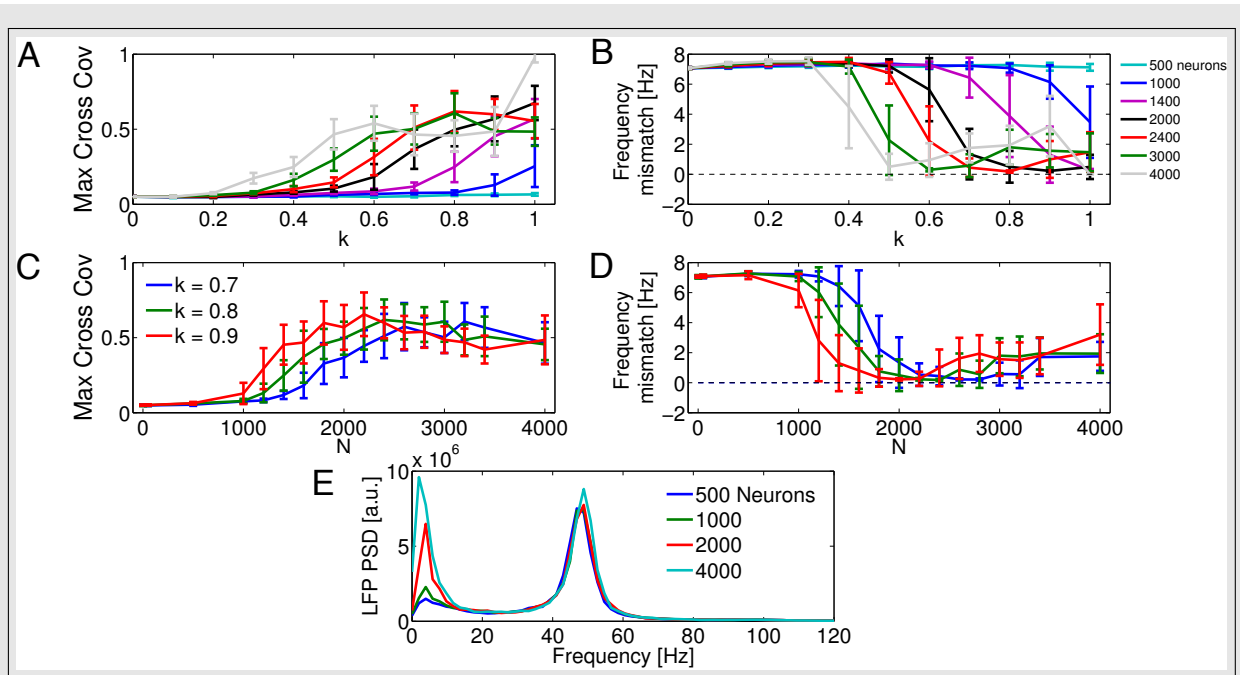 A
Max Cross Cov
1
0.5
0
0 0.2 0.4 0.6 0.8 1
k
B
Frequency
mismatch [Hz]
8
6
4
2
0
−2
0 0.2 0.4 0.6 0.8 1
k
500 neurons
1000
1400
2000
2400
3000
4000
C
Max Cross Cov
1
0.5
0
k = 0.7
k = 0.8
k = 0.9
0 1000 2000 3000 4000
N
D
Frequency
mismatch [Hz]
8
6
4
2
0
−2
0 1000 2000 3000 4000
N
E
x 10^6
LFP PSD [a.u.]
10
5
0
500 Neurons
1000
2000
4000
0 20 40 60 80 100 120
Frequency [Hz]